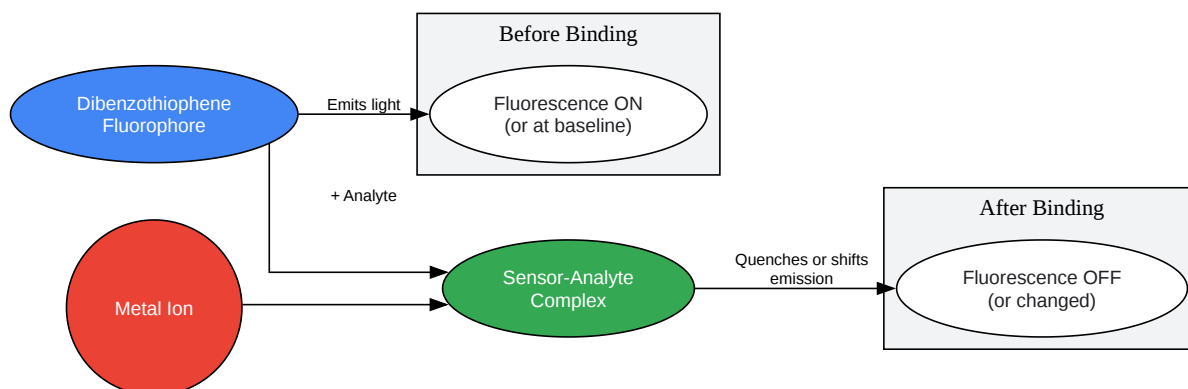 Before Binding
Dibenzothiophene
Fluorophore
Emits light
Fluorescence ON
(or at baseline)
+ Analyte
After Binding
Metal Ion
Sensor-Analyte
Complex
Quenches or shifts
emission
Fluorescence OFF
(or changed)